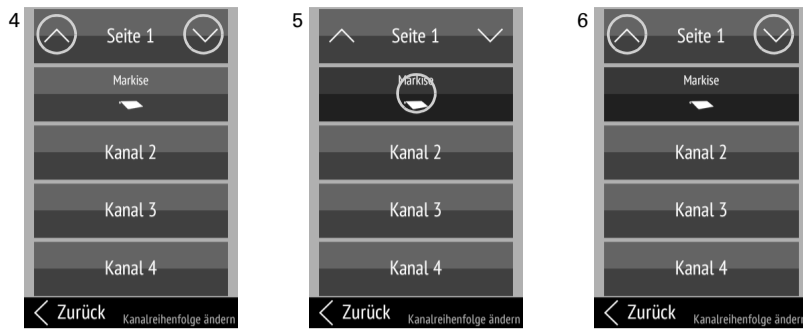 4
Seite 1
Markise
Kanal 2
Kanal 3
Kanal 4
Zurück Kanalreihenfolge ändern
5
Seite 1
Markise
Kanal 2
Kanal 3
Kanal 4
Zurück Kanalreihenfolge ändern
6
Seite 1
Markise
Kanal 2
Kanal 3
Kanal 4
Zurück Kanalreihenfolge ändern